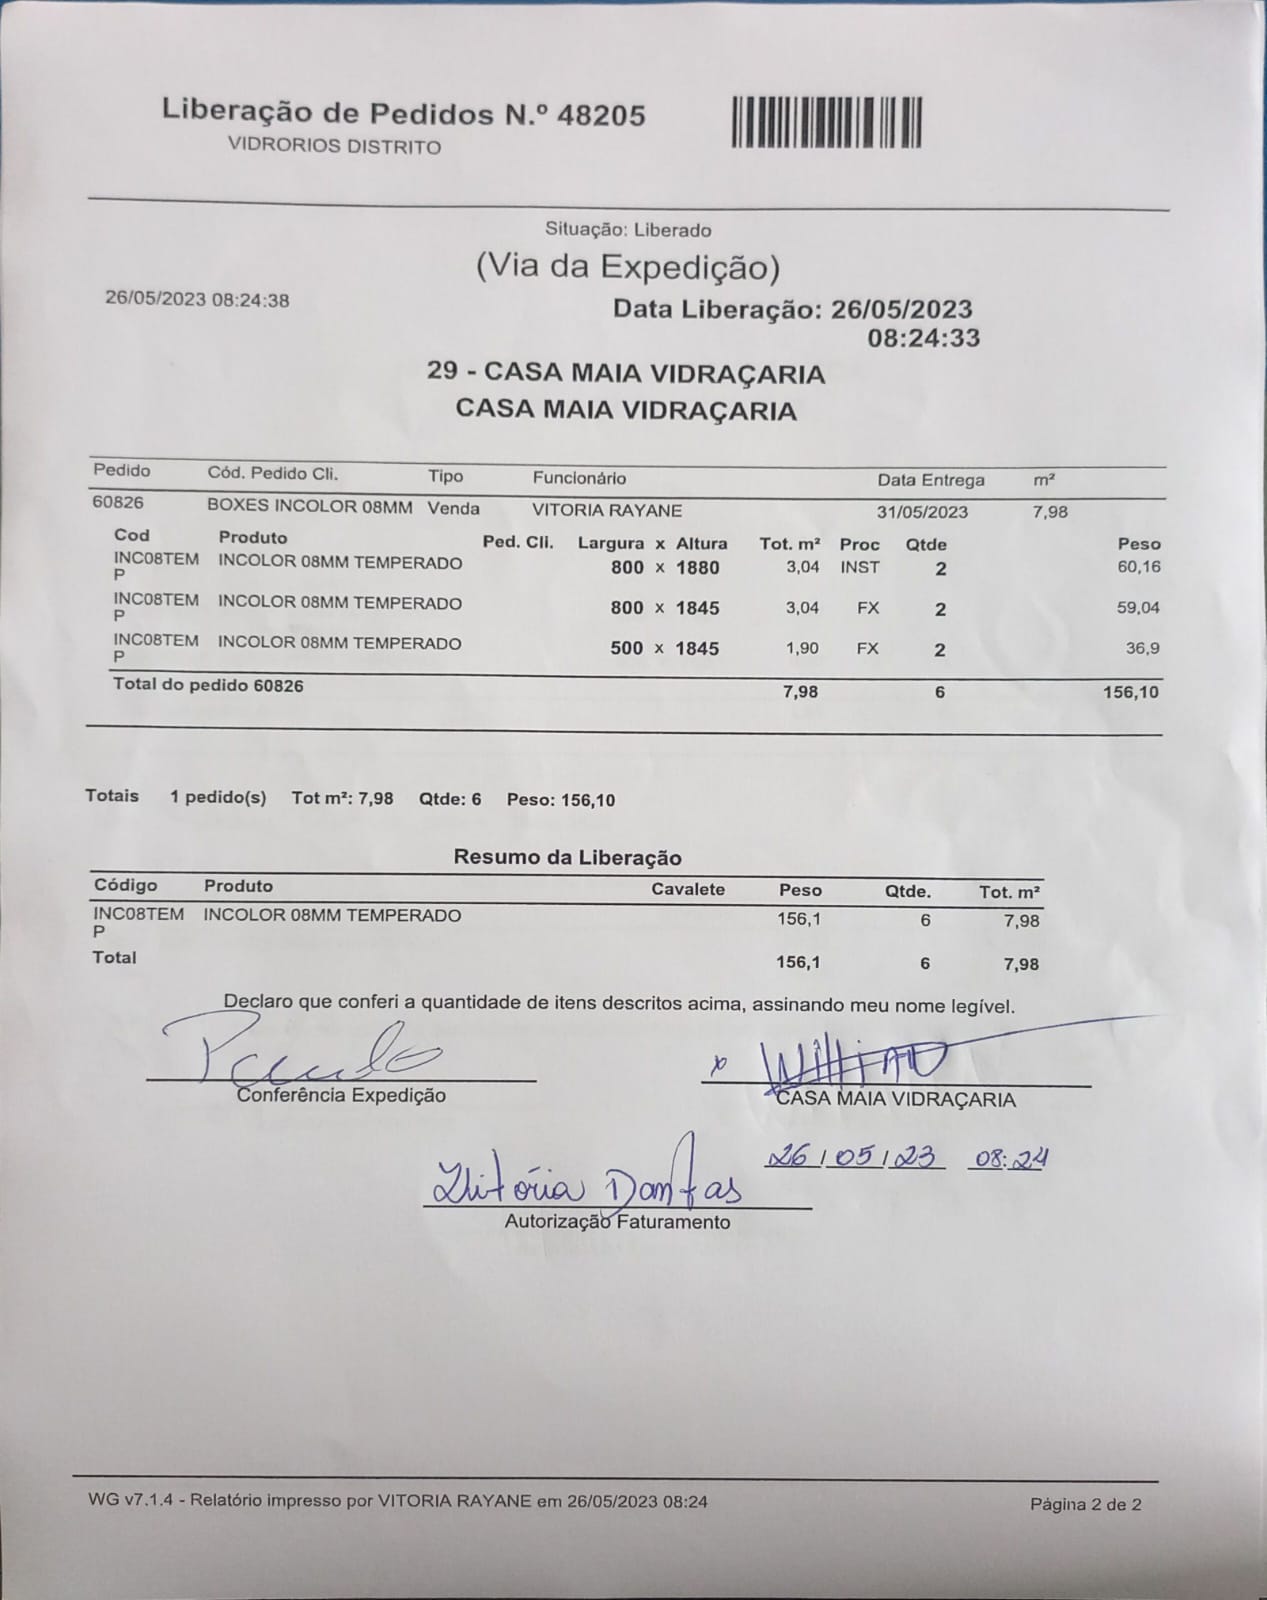 Liberação de Pedidos N.º 48205
VIDRORIOS DISTRITO
Situação: Liberado
(Via da Expedição)
26/05/2023 08:24:38
Data Liberação: 26/05/2023
08:24:33
29 - CASA MAIA VIDRAÇARIA
CASA MAIA VIDRAÇARIA
Pedido Cód. Pedido Cli. Tipo Funcionário Data Entrega m²
60826 BOXES INCOLOR 08MM Venda VITORIA RAYANE 31/05/2023 7,98
Cod Produto Ped. Cli. Largura x Altura Tot. m² Proc Qtde Peso
INC08TEM INCOLOR 08MM TEMPERADO 800 x 1880 3,04 INST 2 60,16
P
INC08TEM INCOLOR 08MM TEMPERADO 800 x 1845 3,04 FX 2 59,04
P
INC08TEM INCOLOR 08MM TEMPERADO 500 x 1845 1,90 FX 2 36,9
P
Total do pedido 60826 7,98 6 156,10
Totais 1 pedido(s) Tot m²: 7,98 Qtde: 6 Peso: 156,10
Resumo da Liberação
Código Produto Cavalete Peso Qtde. Tot. m²
INC08TEM INCOLOR 08MM TEMPERADO 156,1 6 7,98
P
Total 156,1 6 7,98
Declaro que conferi a quantidade de itens descritos acima, assinando meu nome legível.
x
Conferência Expedição CASA MAIA VIDRAÇARIA
26/05/23 08:24
Vitória Dantas
Autorização Faturamento
WG v7.1.4 - Relatório impresso por VITORIA RAYANE em 26/05/2023 08:24 Página 2 de 2